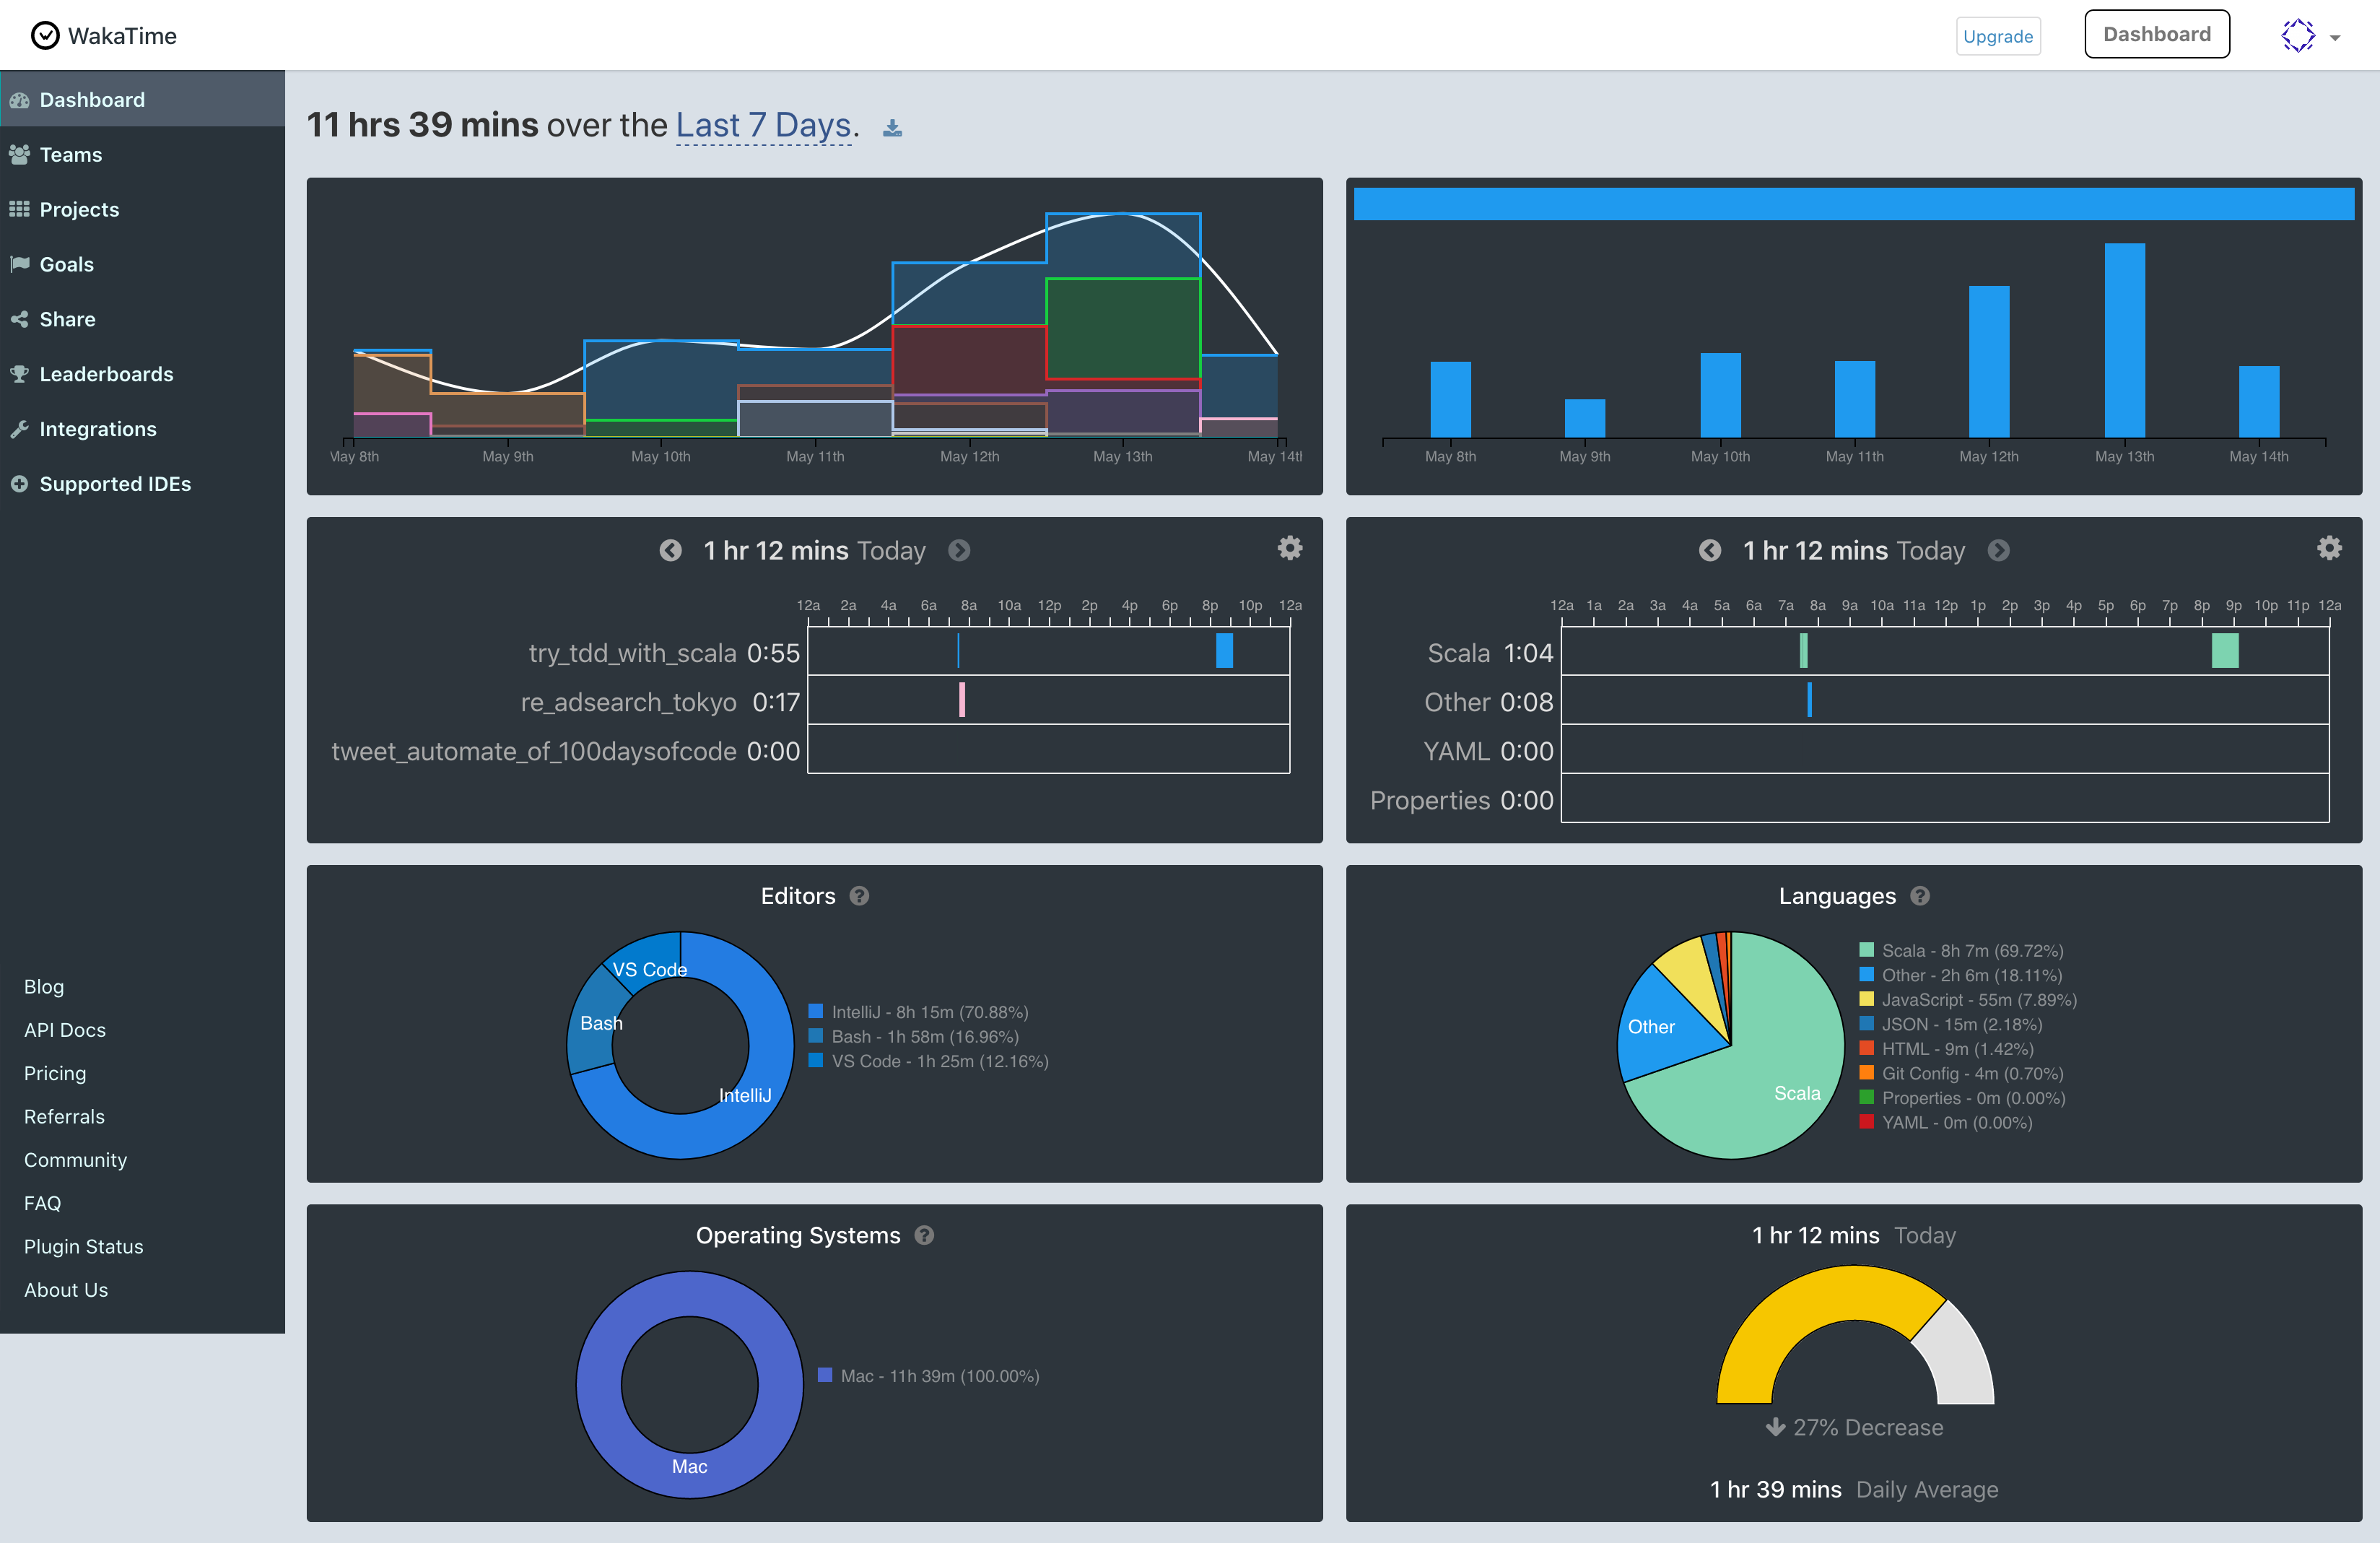 WakaTime
Upgrade
Dashboard
Dashboard
Teams
Projects
Goals
Share
Leaderboards
Integrations
Supported IDEs
Blog
API Docs
Pricing
Referrals
Community
FAQ
Plugin Status
About Us
11 hrs 39 mins over the Last 7 Days.
May 8th May 9th May 10th May 11th May 12th May 13th May 14th
May 8th May 9th May 10th May 11th May 12th May 13th May 14th
1 hr 12 mins Today
12a 2a 4a 6a 8a 10a 12p 2p 4p 6p 8p 10p 12a
try_tdd_with_scala 0:55
re_adsearch_tokyo 0:17
tweet_automate_of_100daysofcode 0:00
1 hr 12 mins Today
12a 1a 2a 3a 4a 5a 6a 7a 8a 9a 10a 11a 12p 1p 2p 3p 4p 5p 6p 7p 8p 9p 10p 11p 12a
Scala 1:04
Other 0:08
YAML 0:00
Properties 0:00
Editors ?
VS Code
Bash
IntelliJ
IntelliJ - 8h 15m (70.88%)
Bash - 1h 58m (16.96%)
VS Code - 1h 25m (12.16%)
Languages ?
Other
Scala
Scala - 8h 7m (69.72%)
Other - 2h 6m (18.11%)
JavaScript - 55m (7.89%)
JSON - 15m (2.18%)
HTML - 9m (1.42%)
Git Config - 4m (0.70%)
Properties - 0m (0.00%)
YAML - 0m (0.00%)
Operating Systems ?
Mac
Mac - 11h 39m (100.00%)
1 hr 12 mins Today
27% Decrease
1 hr 39 mins Daily Average